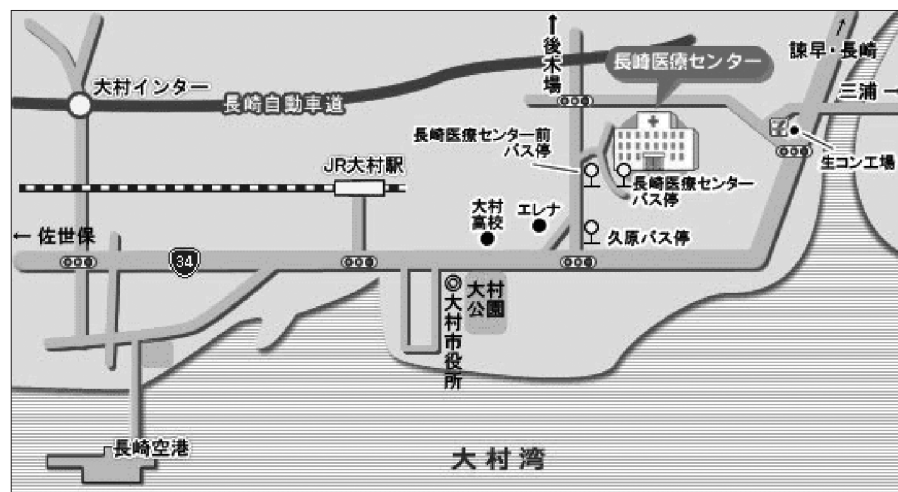 ↑後木場
長崎医療センター
諫早・長崎
↑
大村インター
長崎自動車道
三浦→
長崎医療センター前
バス停
生コン工場
JR大村駅
長崎医療センター
バス停
大村
高校
エレナ
久原バス停
←佐世保
34
◎大村市役所
大村
公園
長崎空港
大村湾